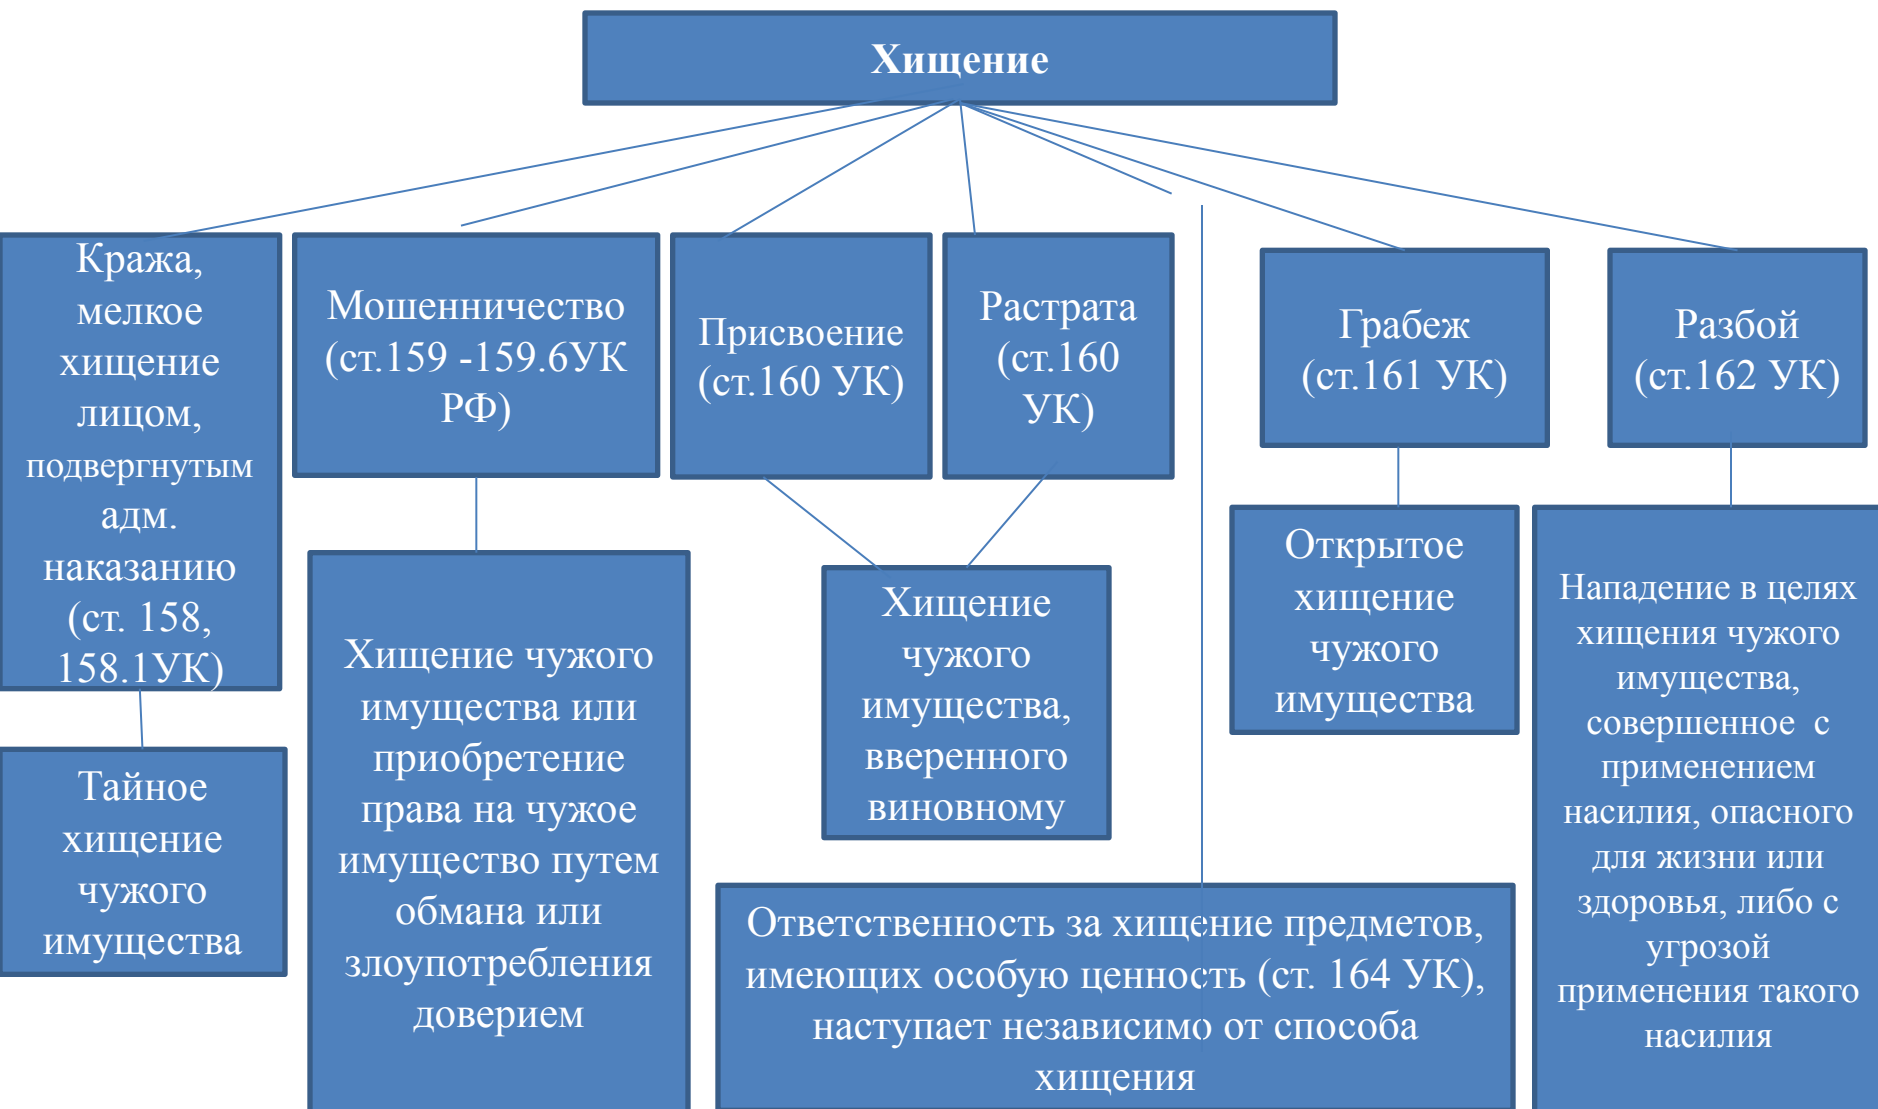 Хищение
Кража,
мелкое
хищение
лицом,
подвергнутым
адм.
наказанию
(ст. 158,
158.1УК)
Мошенничество
(ст.159 -159.6УК
РФ)
Присвоение
(ст.160 УК)
Растрата
(ст.160
УК)
Грабеж
(ст.161 УК)
Разбой
(ст.162 УК)
Тайное
хищение
чужого
имущества
Хищение чужого
имущества или
приобретение
права на чужое
имущество путем
обмана или
злоупотребления
доверием
Хищение
чужого
имущества,
вверенного
виновному
Открытое
хищение
чужого
имущества
Нападение в целях
хищения чужого
имущества,
совершенное с
применением
насилия, опасного
для жизни или
здоровья, либо с
угрозой
применения такого
насилия
Ответственность за хищение предметов,
имеющих особую ценность (ст. 164 УК),
наступает независимо от способа
хищения